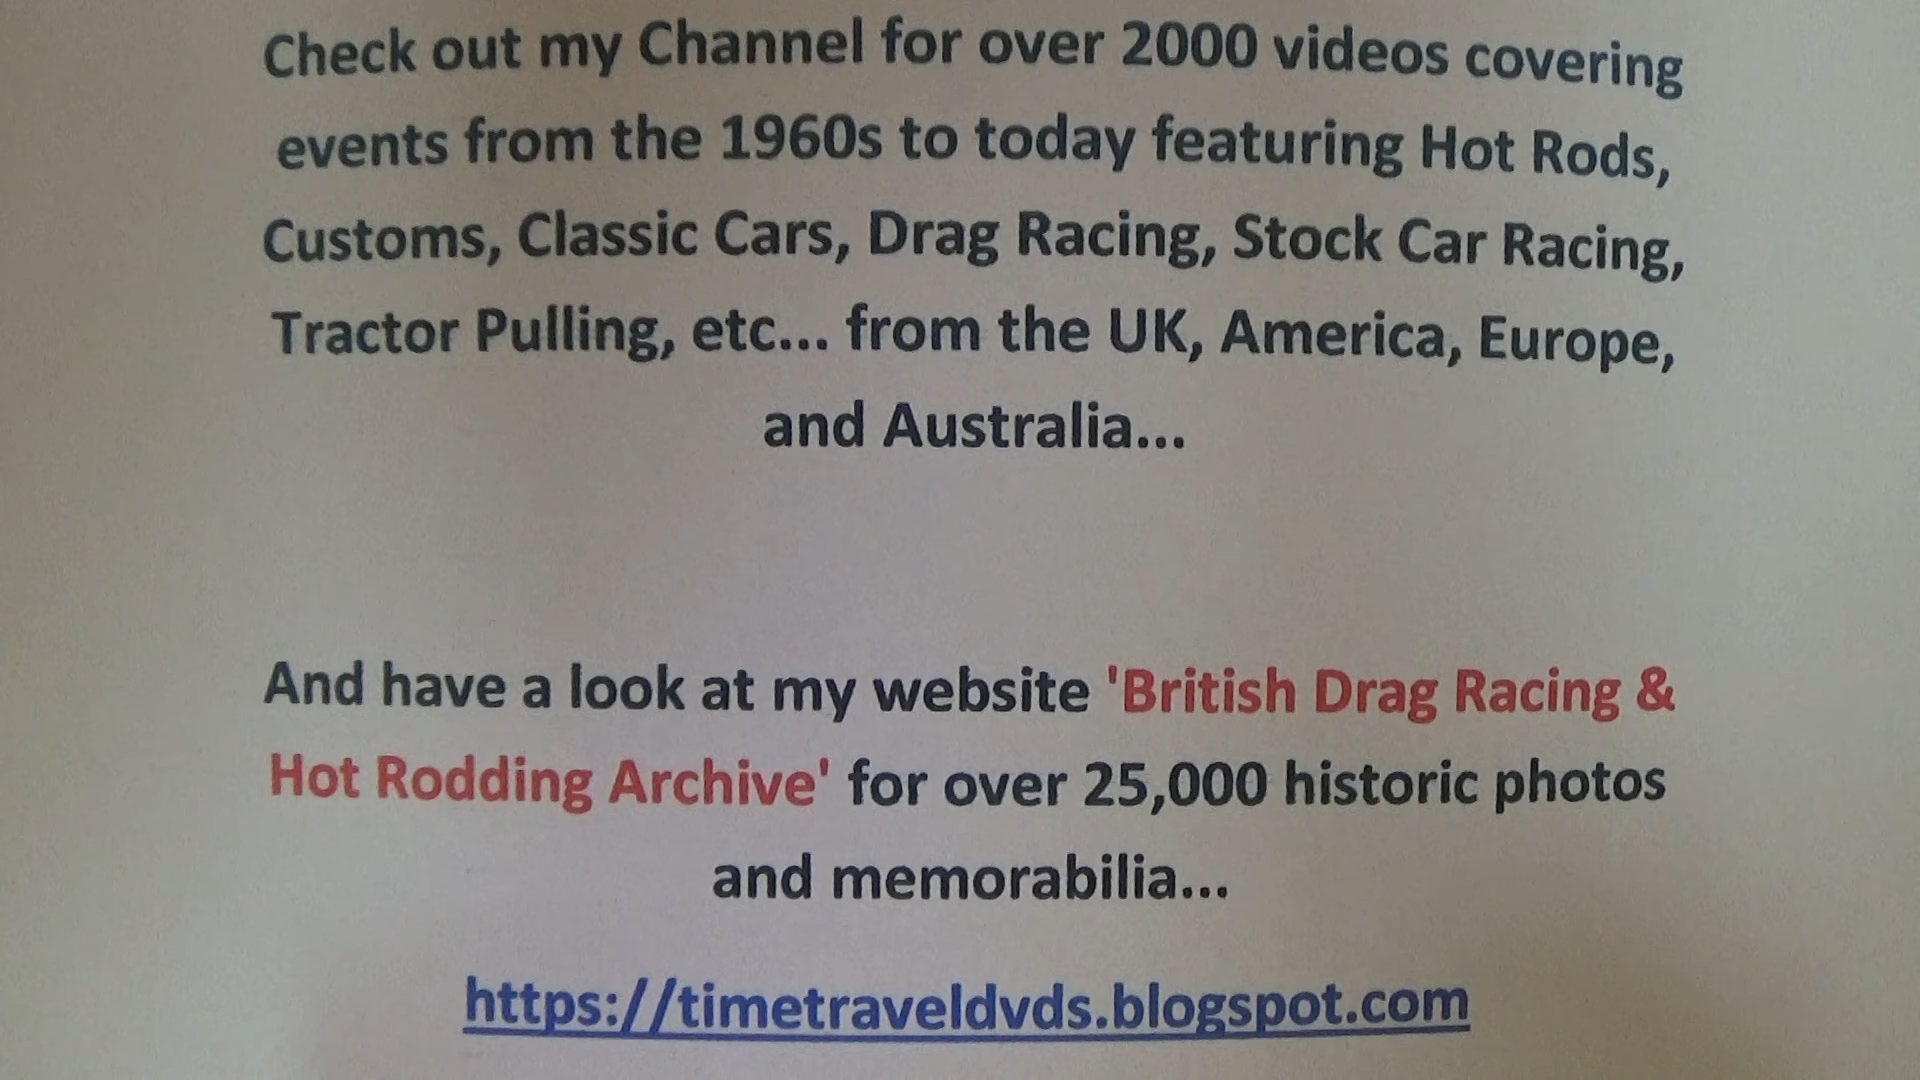 Check out my Channel for over 2000 videos covering
events from the 1960s to today featuring Hot Rods,
Customs, Classic Cars, Drag Racing, Stock Car Racing,
Tractor Pulling, etc... from the UK, America, Europe,
and Australia...
And have a look at my website 'British Drag Racing &
Hot Rodding Archive' for over 25,000 historic photos
and memorabilia...
https://timetraveldvds.blogspot.com